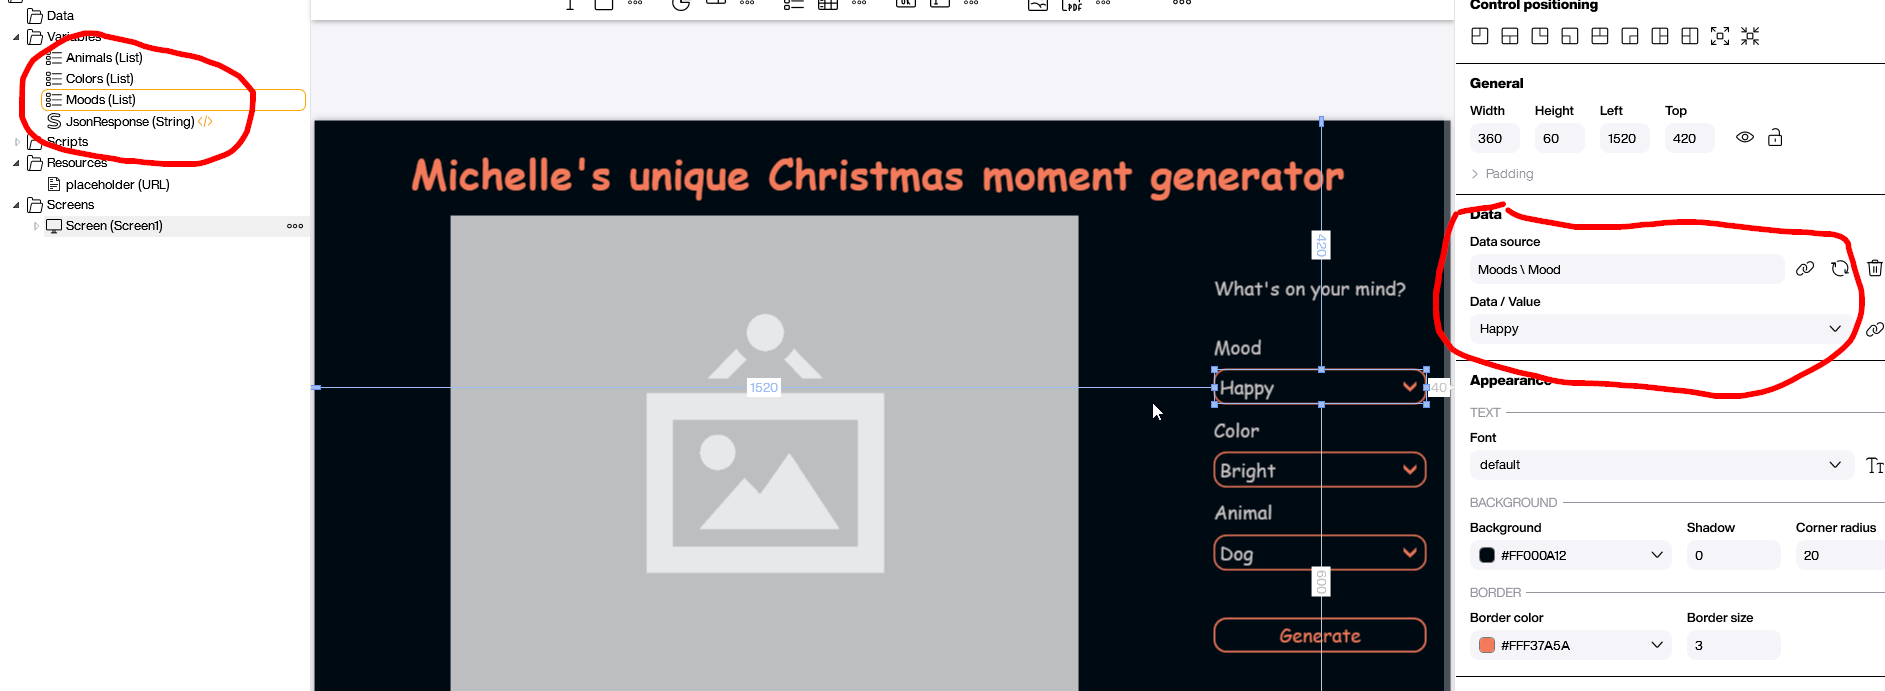 Data
Variables
Animals (List)
Colors (List)
Moods (List)
JsonResponse (String) </>
Scripts
Resources
placeholder (URL)
Screens
Screen (Screen1)
PDF
Michelle's unique Christmas moment generator
420
What's on your mind?
Mood
1520
Happy
40
Color
Bright
Animal
Dog
600
Generate
Control positioning
General
Width Height Left Top
360 60 1520 420
Padding
Data
Data source
Moods \ Mood
Data / Value
Happy
Appearance
TEXT
Font
default
BACKGROUND
Background Shadow Corner radius
#FF000A12 0 20
BORDER
Border color Border size
#FFF37A5A 3